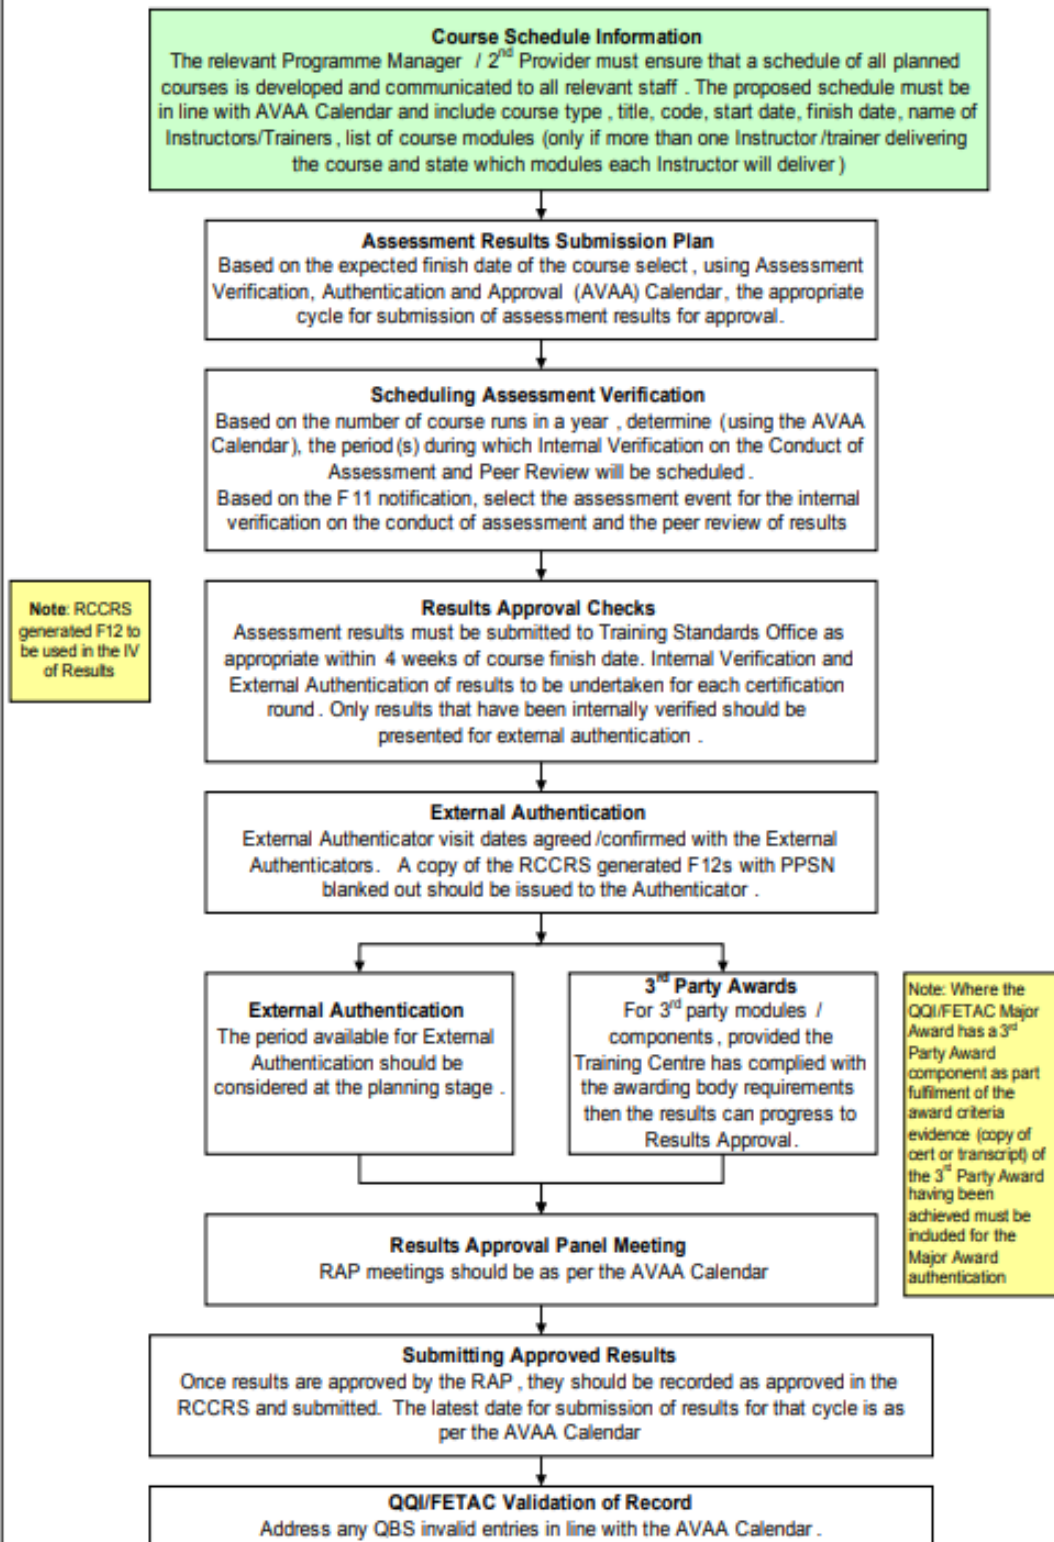 Course Schedule Information
The relevant Programme Manager / 2nd Provider must ensure that a schedule of all planned
courses is developed and communicated to all relevant staff . The proposed schedule must be
in line with AVAA Calendar and include course type , title, code, start date, finish date, name of
Instructors/Trainers , list of course modules (only if more than one Instructor /trainer delivering
the course and state which modules each Instructor will deliver )
Assessment Results Submission Plan
Based on the expected finish date of the course select , using Assessment
Verification, Authentication and Approval (AVAA) Calendar, the appropriate
cycle for submission of assessment results for approval.
Scheduling Assessment Verification
Based on the number of course runs in a year , determine (using the AVAA
Calendar), the period (s) during which Internal Verification on the Conduct of
Assessment and Peer Review will be scheduled .
Based on the F 11 notification, select the assessment event for the internal
verification on the conduct of assessment and the peer review of results
Note: RCCRS
generated F12 to
be used in the IV
of Results
Results Approval Checks
Assessment results must be submitted to Training Standards Office as
appropriate within 4 weeks of course finish date. Internal Verification and
External Authentication of results to be undertaken for each certification
round . Only results that have been internally verified should be
presented for external authentication .
External Authentication
External Authenticator visit dates agreed /confirmed with the External
Authenticators. A copy of the RCCRS generated F12s with PPSN
blanked out should be issued to the Authenticator .
External Authentication
The period available for External
Authentication should be
considered at the planning stage .
3rd Party Awards
For 3rd party modules /
components , provided the
Training Centre has complied with
the awarding body requirements
then the results can progress to
Results Approval.
Note: Where the
QQI/FETAC Major
Award has a 3rd
Party Award
component as part
fulfilment of the
award criteria
evidence (copy of
cert or transcript) of
the 3rd Party Award
having been
achieved must be
included for the
Major Award
authentication
Results Approval Panel Meeting
RAP meetings should be as per the AVAA Calendar
Submitting Approved Results
Once results are approved by the RAP , they should be recorded as approved in the
RCCRS and submitted. The latest date for submission of results for that cycle is as
per the AVAA Calendar
QQI/FETAC Validation of Record
Address any QBS invalid entries in line with the AVAA Calendar .